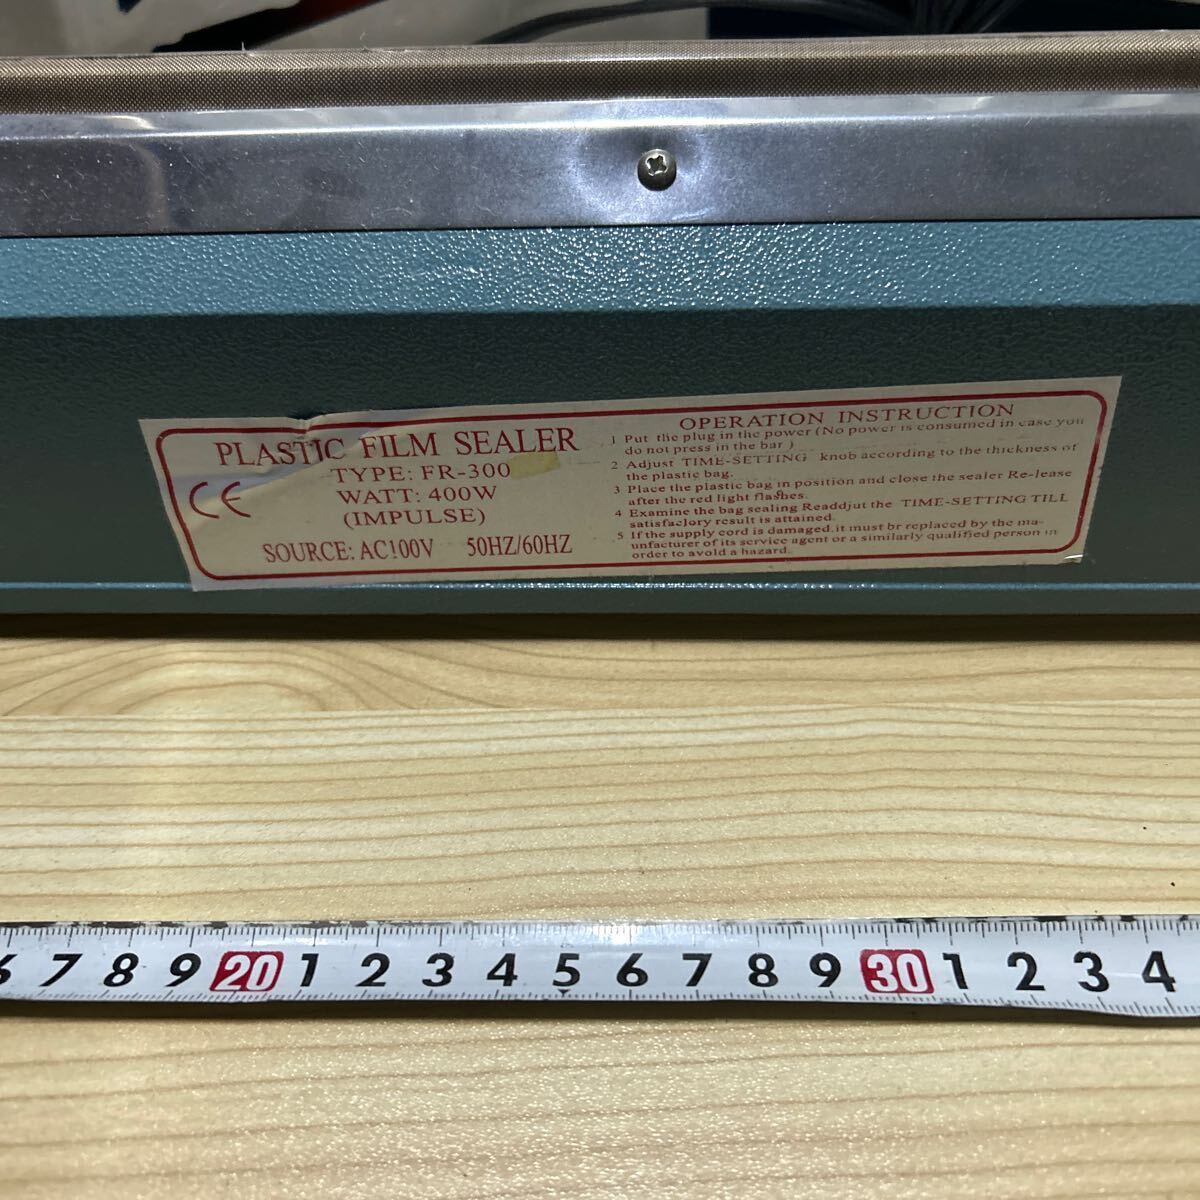 PLASTIC FILM SEALER
TYPE: FR-300
CE
WATT: 400W
(IMPULSE)
SOURCE: AC100V 50HZ/60HZ
OPERATION INSTRUCTION
1 Put the plug in the power (No power is consumed in case you
do not press in the bar )
2 Adjust TIME-SETTING knob according to the thickness of
the plastic bag.
3 Place the plastic bag in position and close the sealer Re-lease
after the red light flashes.
4 Examine the bag sealing Readdjut the TIME-SETTING TILL
satisfactory result is attained.
5 If the supply cord is damaged, it must br replaced by the ma-
unfacturer of its service agent or a similarly qualified person in
order to avoid a hazard.
6 7 8 9 20 1 2 3 4 5 6 7 8 9 30 1 2 3 4